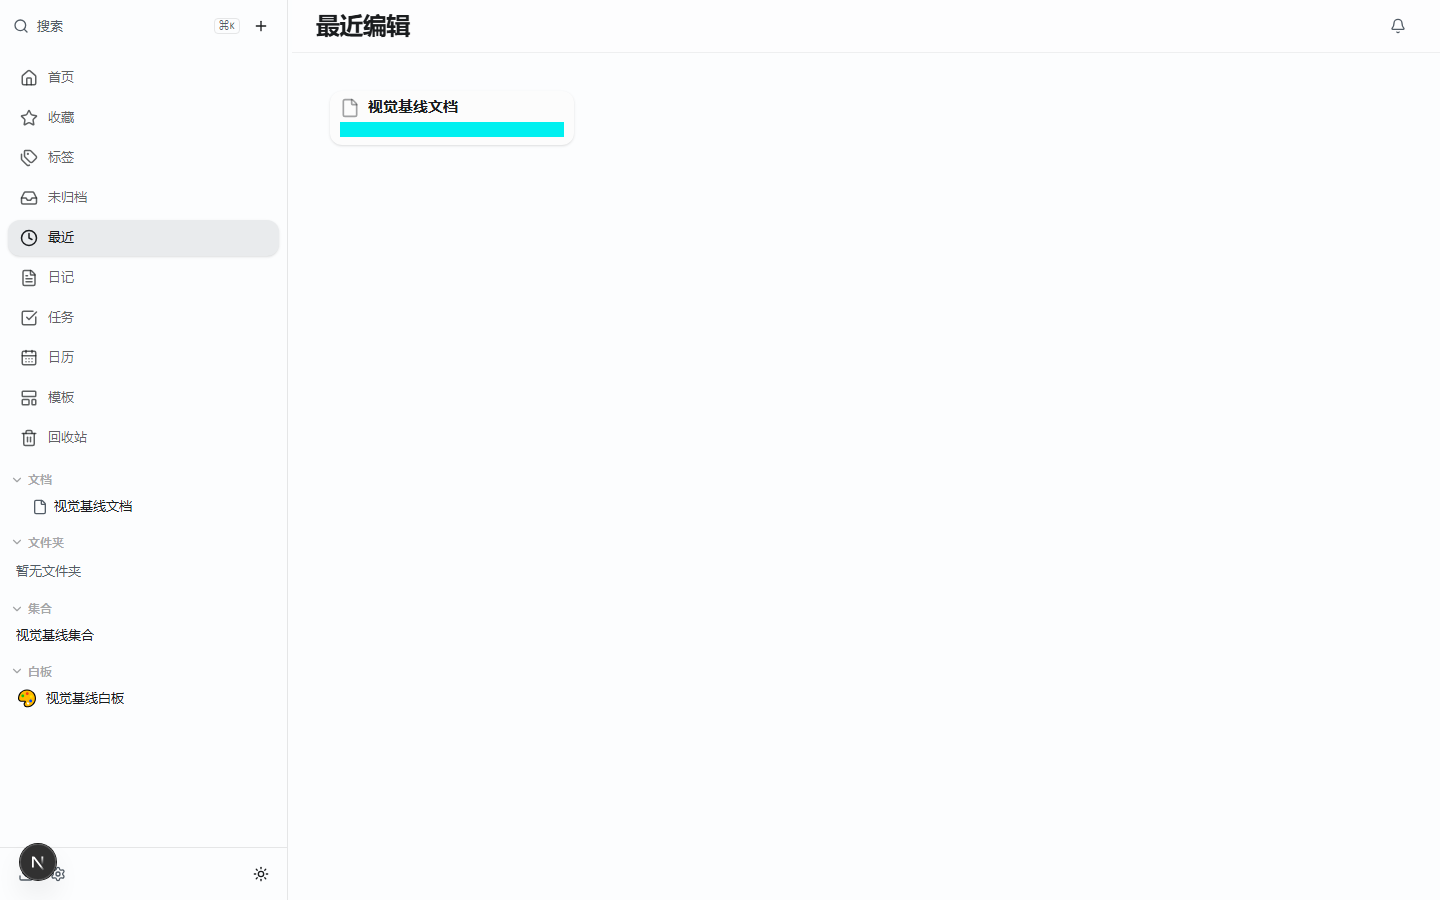 搜索 ⌘K
首页
收藏
标签
未归档
最近
日记
任务
日历
模板
回收站
文档
视觉基线文档
文件夹
暂无文件夹
集合
视觉基线集合
白板
视觉基线白板
N
最近编辑
视觉基线文档